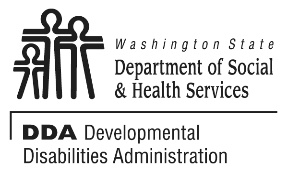 Washington State
Department of Social
& Health Services
DDA Developmental
Disabilities Administration